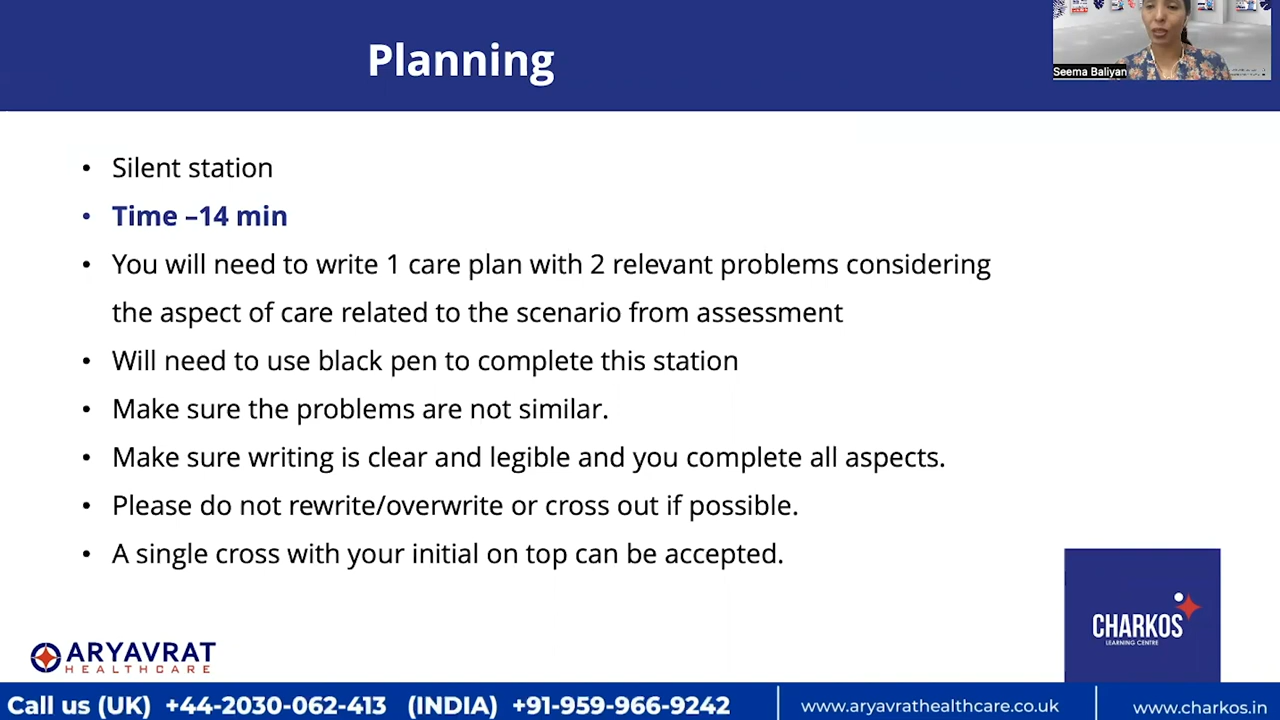 Planning
Seema Baliyan
• Silent station
• Time –14 min
• You will need to write 1 care plan with 2 relevant problems considering
the aspect of care related to the scenario from assessment
• Will need to use black pen to complete this station
• Make sure the problems are not similar.
• Make sure writing is clear and legible and you complete all aspects.
• Please do not rewrite/overwrite or cross out if possible.
• A single cross with your initial on top can be accepted.
CHARKOS
LEARNING CENTRE
ARYAVRAT
HEALTHCARE
Call us (UK) +44-2030-062-413 (INDIA) +91-959-966-9242
www.aryavrathealthcare.co.uk
www.charkos.in